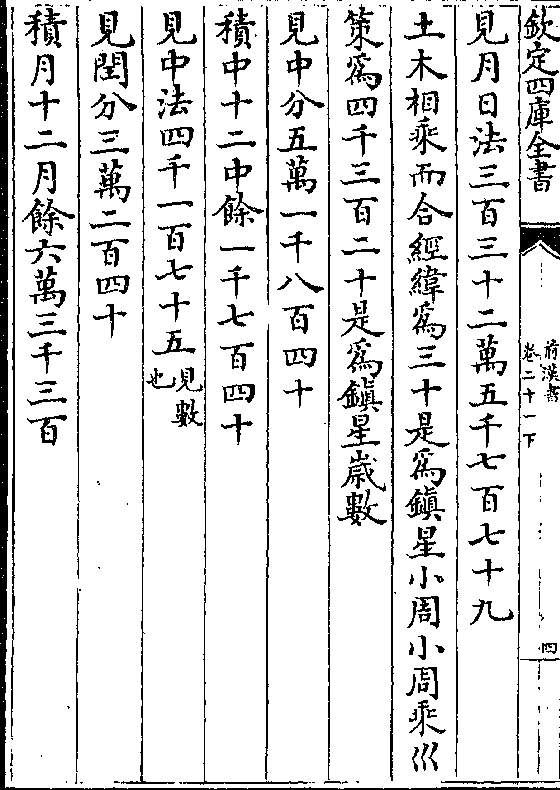 欽定四庫全書
前漢書
卷二十一下
四
見月日法三百三十二萬五千七百七十九
土木相乘而合經緯爲三十是爲鎮星小周小周乘巛
策爲四千三百二十是爲鎮星歲數
見中分五萬一千八百四十
積中十二中餘一千七百四十
見中法四千一百七十五見數也
見閏分三萬二百四十
積月十二月餘六萬三千三百